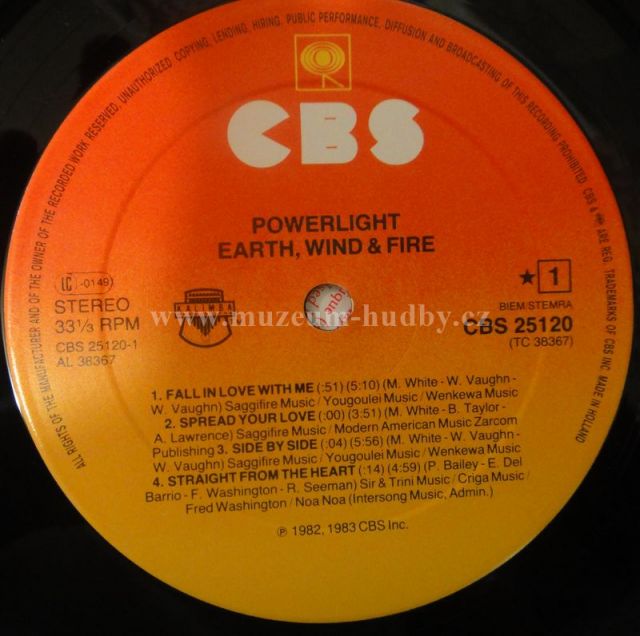 ALL RIGHTS OF THE MANUFACTURER AND OF THE OWNER OF THE RECORDED WORK RESERVED, UNAUTHORIZED COPYING, LENDING, HIRING, PUBLIC PERFORMANCE, DIFFUSION AND BROADCASTING OF THIS RECORDING PROHIBITED. CBS & ARE REG. TRADEMARKS OF CBS INC. MADE IN HOLLAND
CBS
POWERLIGHT
EARTH, WIND & FIRE
LC -0149
STEREO
33⅓ RPM
CBS 25120-1
AL 38367
★ 1
BIEM/STEMRA
CBS 25120
(TC 38367)
www.muzeum-hudby.cz
1. FALL IN LOVE WITH ME (:51) (5:10) (M. White - W. Vaughn -
W. Vaughn) Saggifire Music / Yougoulei Music / Wenkewa Music
2. SPREAD YOUR LOVE (:00) (3:51) (M. White - B. Taylor -
A. Lawrence) Saggifire Music / Modern American Music Zarcom
Publishing 3. SIDE BY SIDE (:04) (5:56) (M. White - W. Vaughn -
W. Vaughn) Saggifire Music / Yougoulei Music / Wenkewa Music
4. STRAIGHT FROM THE HEART (:14) (4:59) (P. Bailey - E. Del
Barrio - F. Washington - R. Seeman) Sir & Trini Music / Criga Music /
Fred Washington / Noa Noa (Intersong Music, Admin.)
℗ 1982, 1983 CBS Inc.